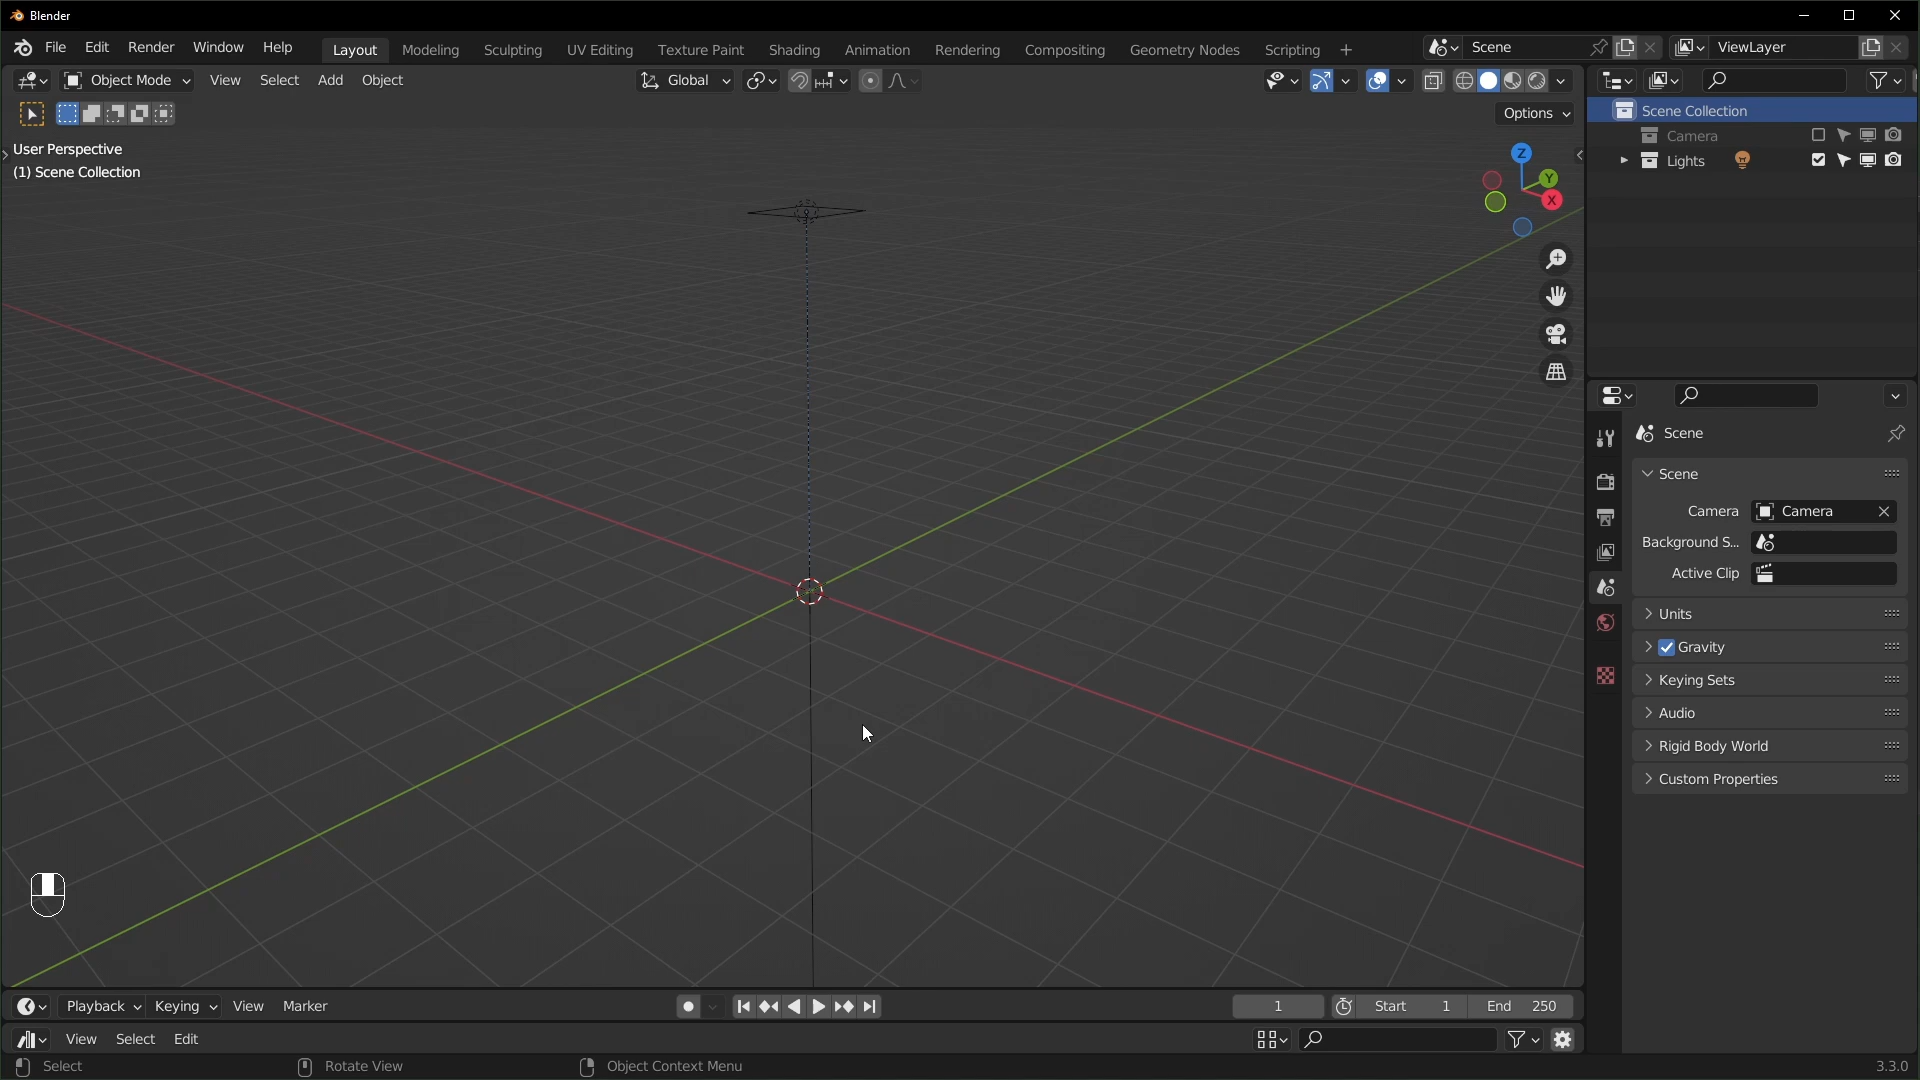 Blender
File Edit Render Window Help Layout Modeling Sculpting UV Editing Texture Paint Shading Animation Rendering Compositing Geometry Nodes Scripting + Scene ViewLayer
Object Mode View Select Add Object Global
Options
User Perspective
(1) Scene Collection
Z
Y
X
Scene Collection
Camera
Lights
Scene
Scene
Camera Camera
Background S...
Active Clip
Units
Gravity
Keying Sets
Audio
Rigid Body World
Custom Properties
Playback Keying View Marker 1 Start 1 End 250
View Select Edit
Select Rotate View Object Context Menu 3.3.0